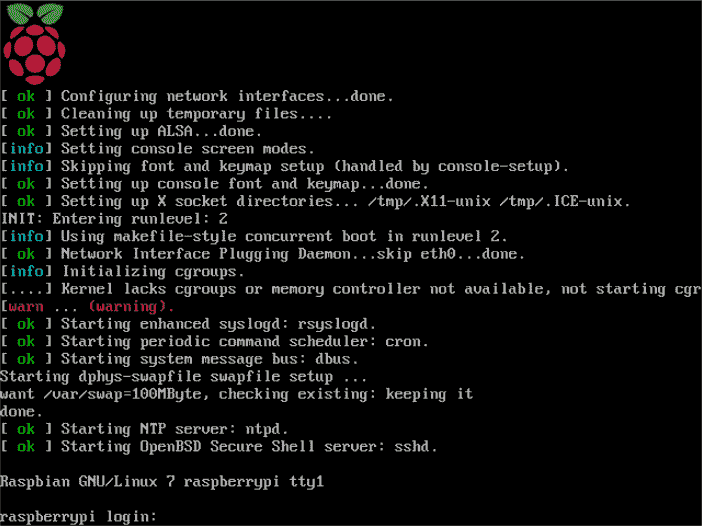 [ ok ] Configuring network interfaces...done.
[ ok ] Cleaning up temporary files....
[ ok ] Setting up ALSA...done.
[info] Setting console screen modes.
[info] Skipping font and keymap setup (handled by console-setup).
[ ok ] Setting up console font and keymap...done.
[ ok ] Setting up X socket directories... /tmp/.X11-unix /tmp/.ICE-unix.
INIT: Entering runlevel: 2
[info] Using makefile-style concurrent boot in runlevel 2.
[ ok ] Network Interface Plugging Daemon...skip eth0...done.
[info] Initializing cgroups.
[....] Kernel lacks cgroups or memory controller not available, not starting cgr
[warn ... (warning).
[ ok ] Starting enhanced syslogd: rsyslogd.
[ ok ] Starting periodic command scheduler: cron.
[ ok ] Starting system message bus: dbus.
Starting dphys-swapfile swapfile setup ...
want /var/swap=100MByte, checking existing: keeping it
done.
[ ok ] Starting NTP server: ntpd.
[ ok ] Starting OpenBSD Secure Shell server: sshd.
Raspbian GNU/Linux 7 raspberrypi tty1
raspberrypi login: